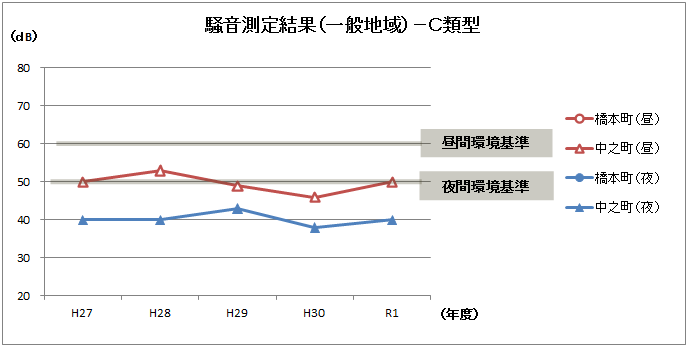 騒音測定結果（一般地域）－C類型
（dB）
80
70
60
50
40
30
20
昼間環境基準
夜間環境基準
橋本町（昼）
中之町（昼）
橋本町（夜）
中之町（夜）
H27 H28 H29 H30 R1 （年度）